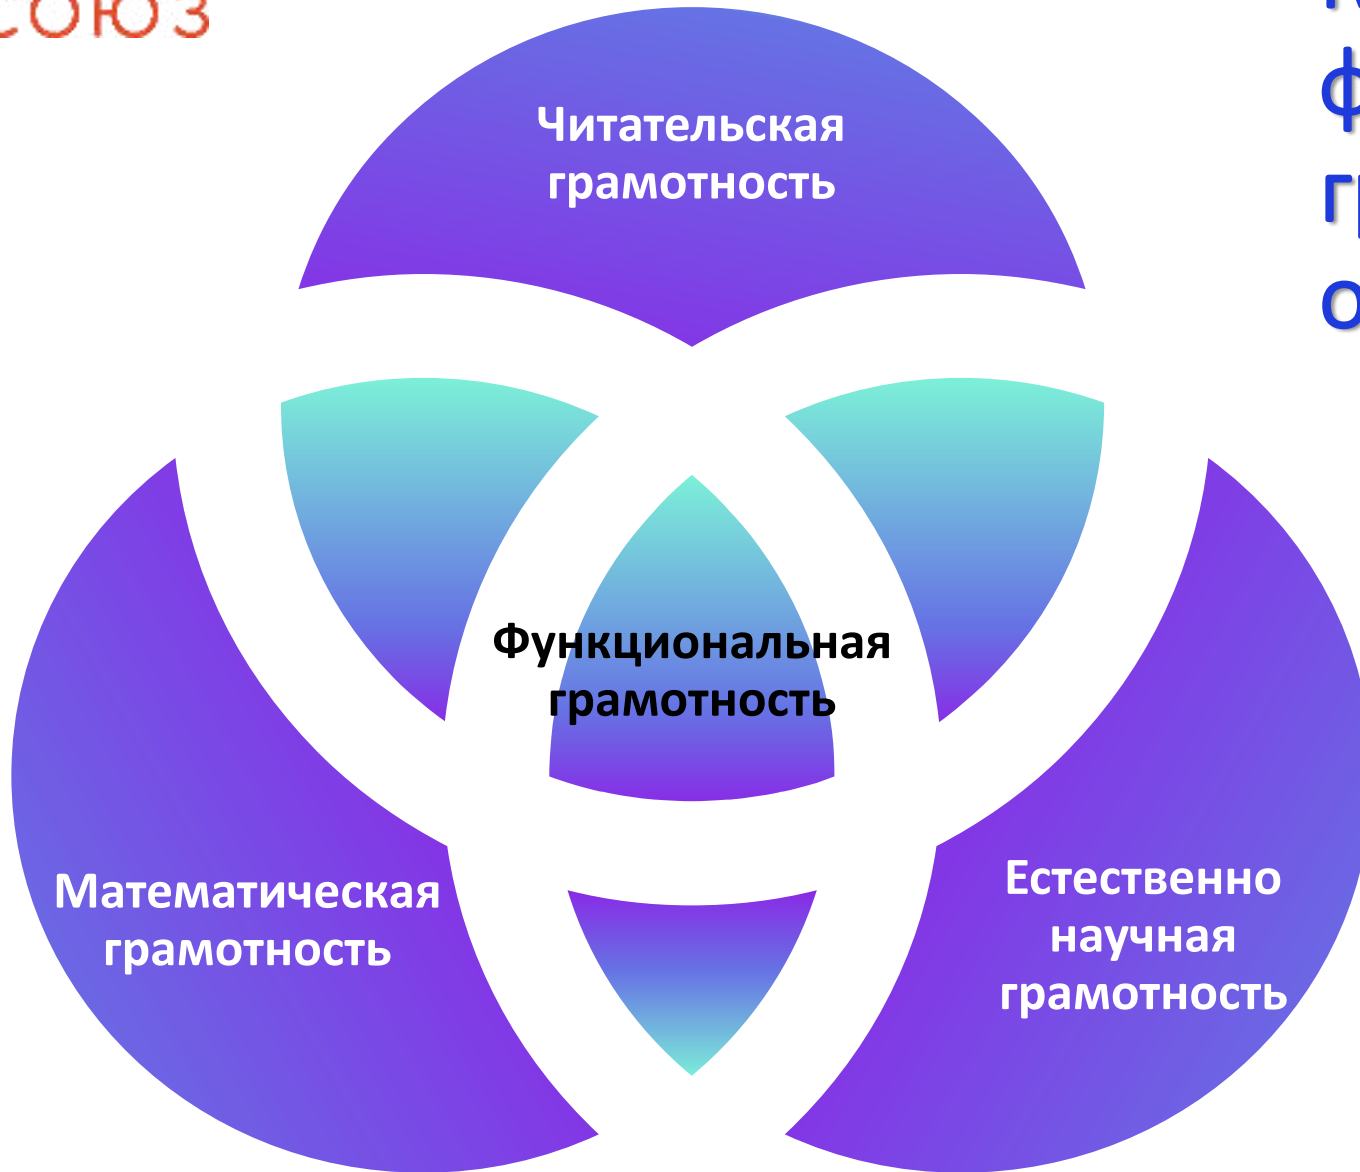 СОЮЗ
Читательская
грамотность
Функциональная
грамотность
Математическая
грамотность
Естественно
научная
грамотность